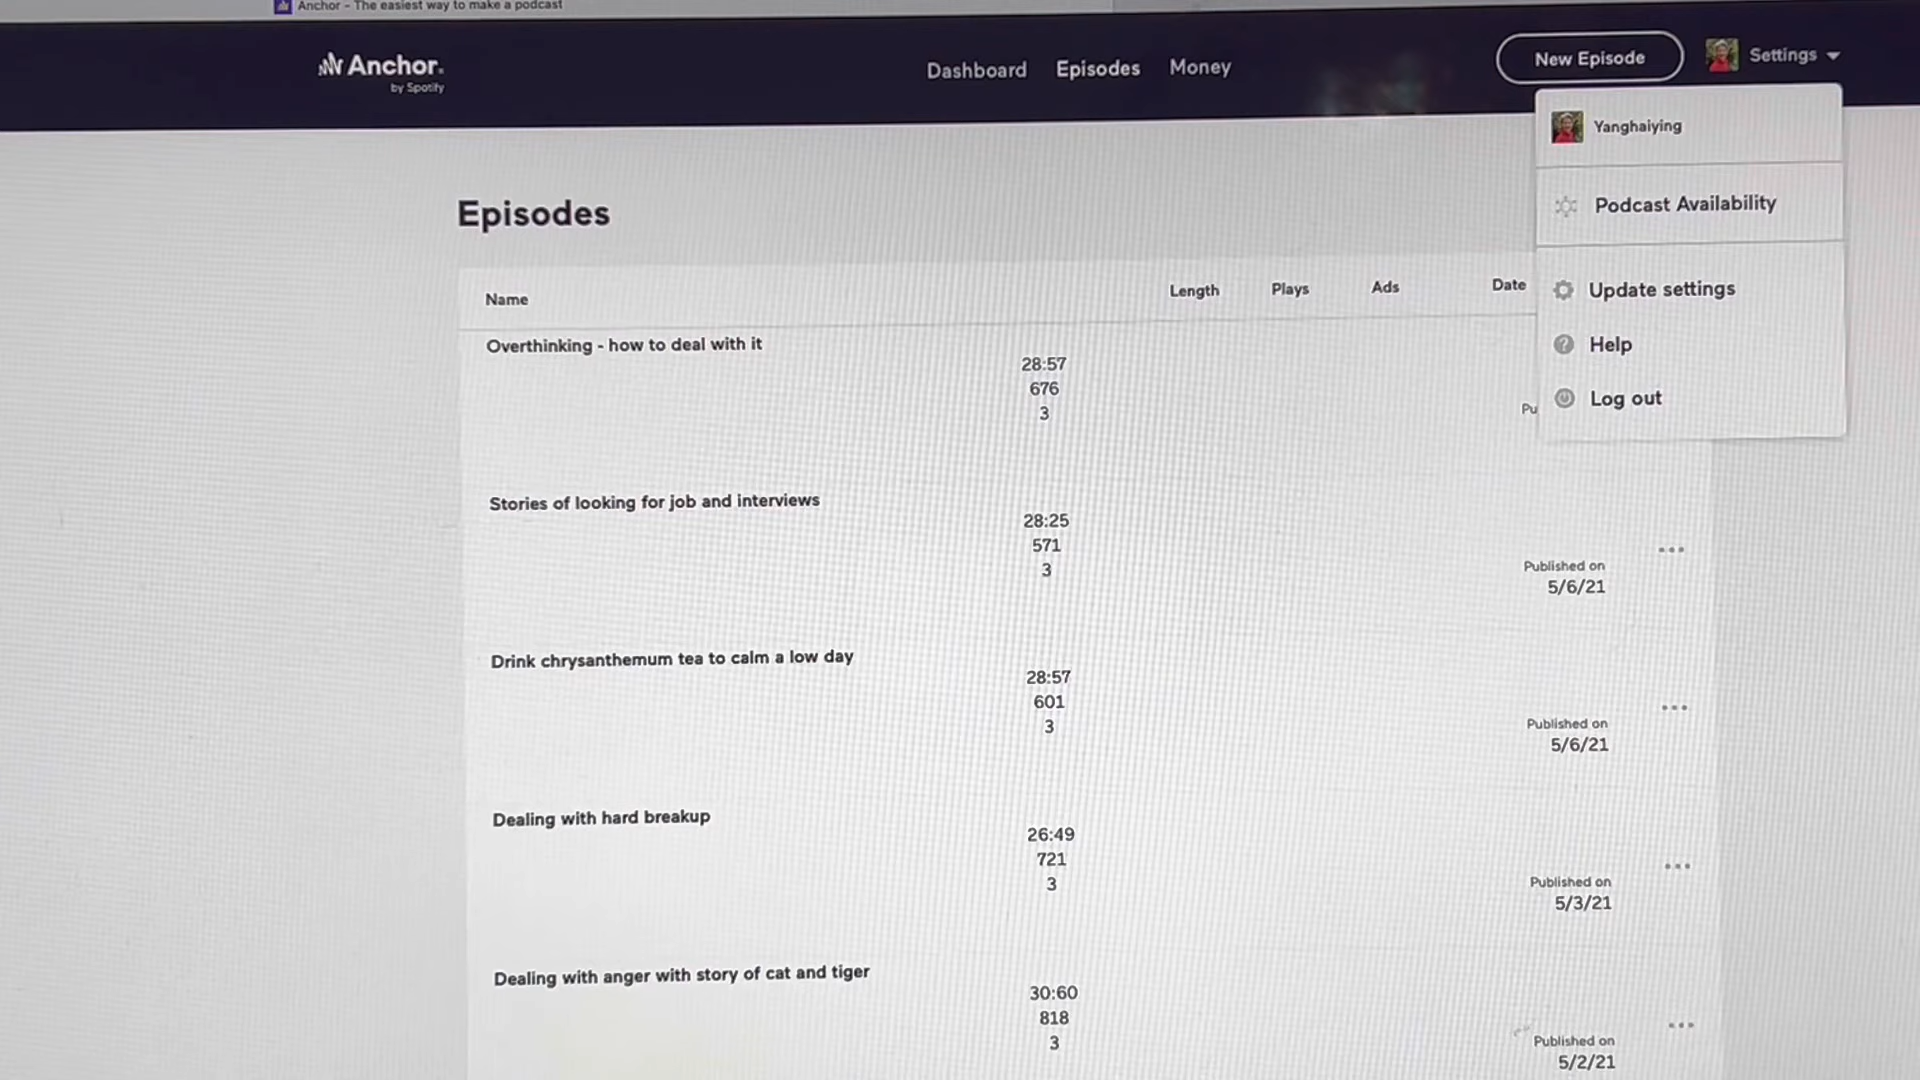 Anchor - The easiest way to make a podcast
Anchor.
by Spotify
Dashboard Episodes Money
New Episode
Settings
Yanghaiying
Podcast Availability
Update settings
Help
Log out
Episodes
Name Length Plays Ads Date
Overthinking - how to deal with it
28:57
676
3
Pu
Stories of looking for job and interviews
28:25
571
3
Published on
5/6/21
Drink chrysanthemum tea to calm a low day
28:57
601
3
Published on
5/6/21
Dealing with hard breakup
26:49
721
3
Published on
5/3/21
Dealing with anger with story of cat and tiger
30:60
818
3
Published on
5/2/21